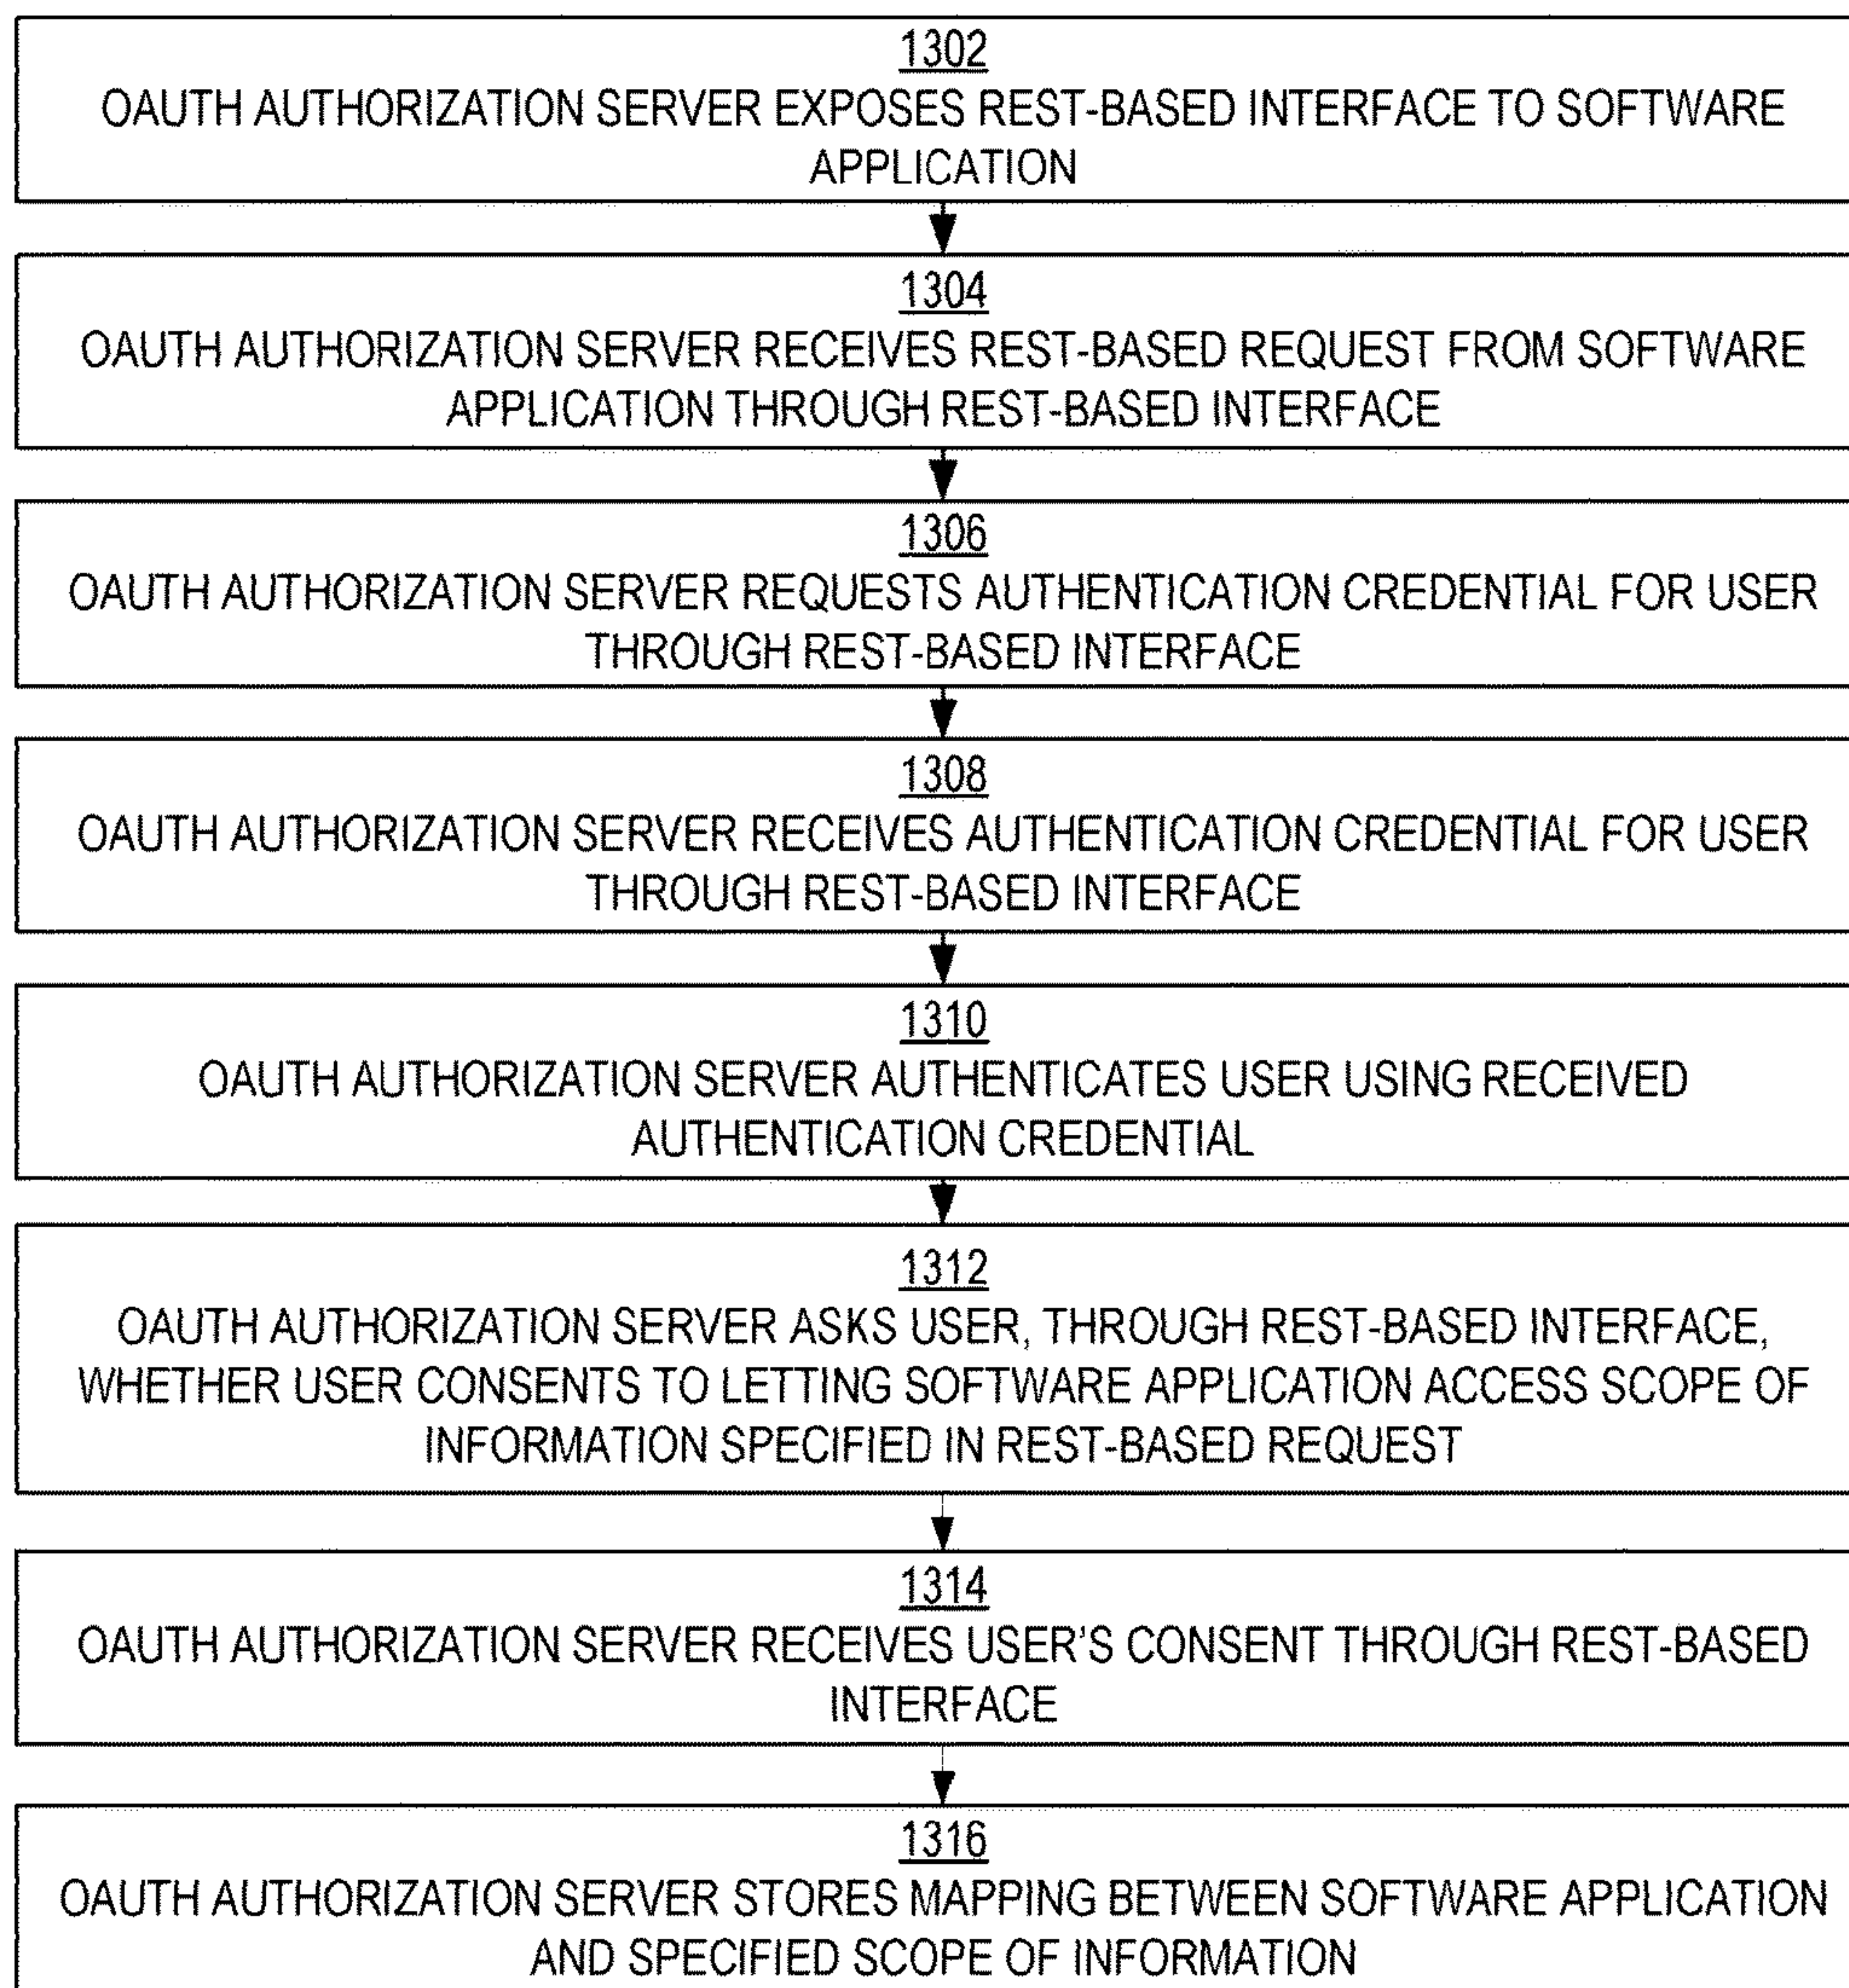 1302
OAUTH AUTHORIZATION SERVER EXPOSES REST-BASED INTERFACE TO SOFTWARE
APPLICATION
1304
OAUTH AUTHORIZATION SERVER RECEIVES REST-BASED REQUEST FROM SOFTWARE
APPLICATION THROUGH REST-BASED INTERFACE
1306
OAUTH AUTHORIZATION SERVER REQUESTS AUTHENTICATION CREDENTIAL FOR USER
THROUGH REST-BASED INTERFACE
1308
OAUTH AUTHORIZATION SERVER RECEIVES AUTHENTICATION CREDENTIAL FOR USER
THROUGH REST-BASED INTERFACE
1310
OAUTH AUTHORIZATION SERVER AUTHENTICATES USER USING RECEIVED
AUTHENTICATION CREDENTIAL
1312
OAUTH AUTHORIZATION SERVER ASKS USER, THROUGH REST-BASED INTERFACE,
WHETHER USER CONSENTS TO LETTING SOFTWARE APPLICATION ACCESS SCOPE OF
INFORMATION SPECIFIED IN REST-BASED REQUEST
1314
OAUTH AUTHORIZATION SERVER RECEIVES USER'S CONSENT THROUGH REST-BASED
INTERFACE
1316
OAUTH AUTHORIZATION SERVER STORES MAPPING BETWEEN SOFTWARE APPLICATION
AND SPECIFIED SCOPE OF INFORMATION